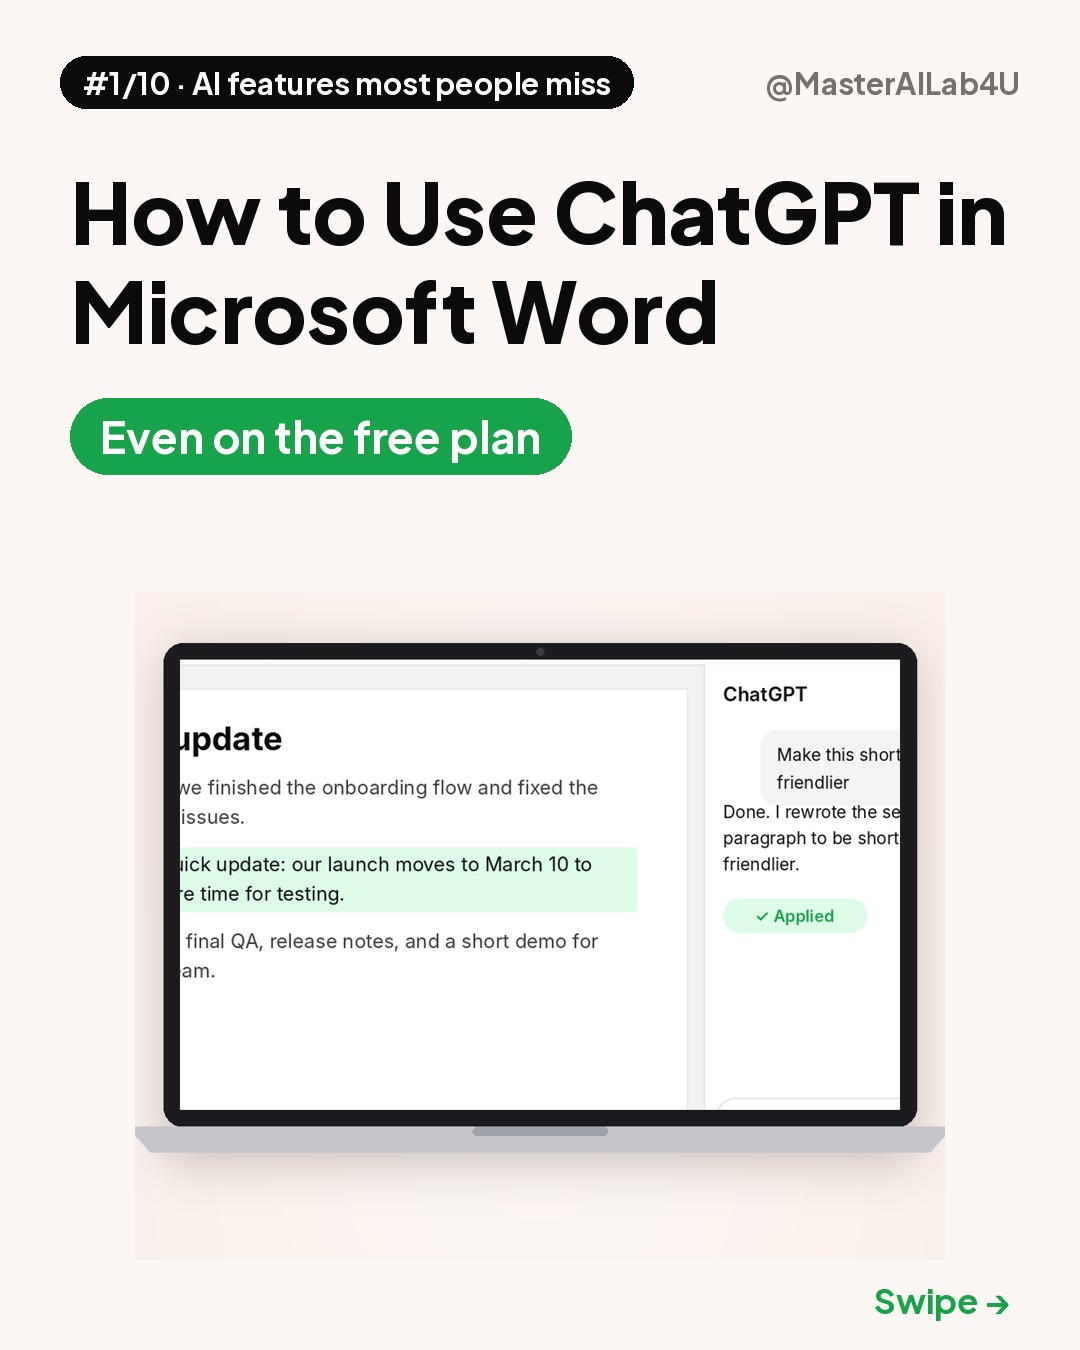 #1/10 · AI features most people miss
@MasterAILab4U
How to Use ChatGPT in
Microsoft Word
Even on the free plan
update
we finished the onboarding flow and fixed the
issues.
uick update: our launch moves to March 10 to
re time for testing.
final QA, release notes, and a short demo for
eam.
ChatGPT
Make this short
friendlier
Done. I rewrote the se
paragraph to be short
friendlier.
✓ Applied
Swipe →